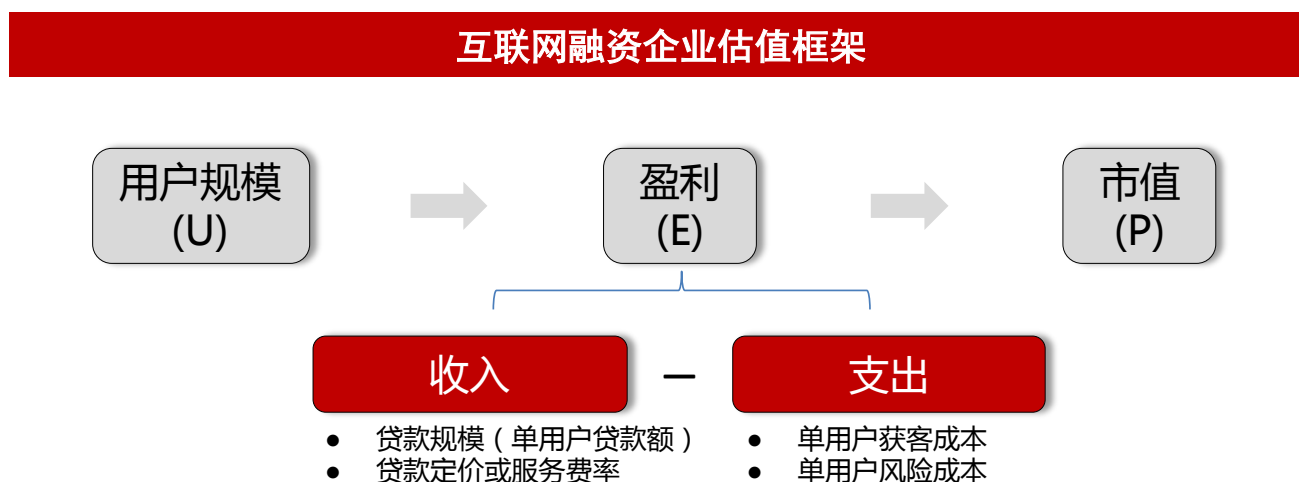 互联网融资企业估值框架
用户规模
(U)
盈利
(E)
市值
(P)
收入
–
支出
● 贷款规模（单用户贷款额）
● 贷款定价或服务费率
● 单用户获客成本
● 单用户风险成本